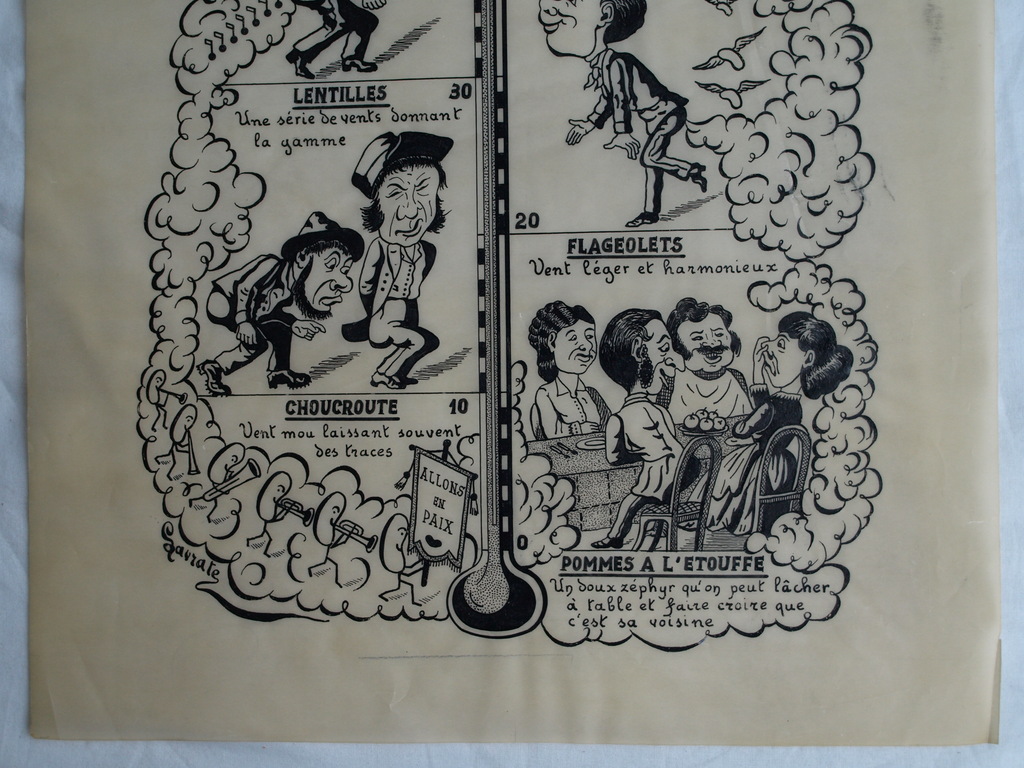 LENTILLES 30
Une série de vents donnant
la gamme
20
FLAGEOLETS
Vent léger et harmonieux
CHOUCROUTE 10
Vent mou laissant souvent
des traces
ALLONS
EN
PAIX
0
POMMES A L'ETOUFFE
Un doux zéphyr qu'on peut lâcher
à table et faire croire que
c'est sa voisine